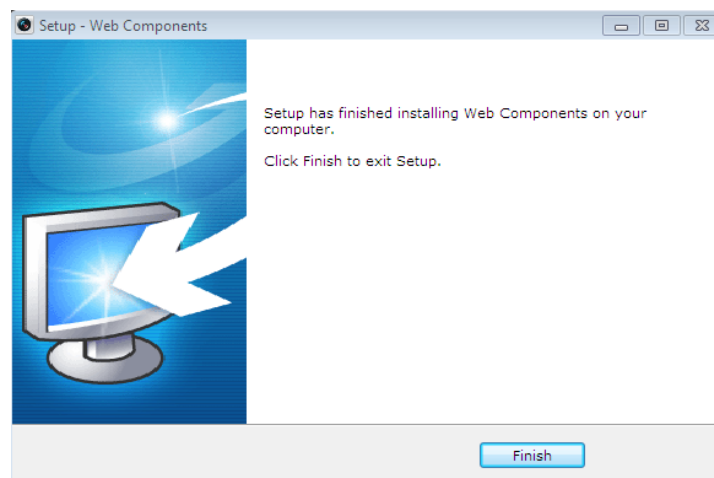 Setup - Web Components
Setup has finished installing Web Components on your
computer.
Click Finish to exit Setup.
Finish